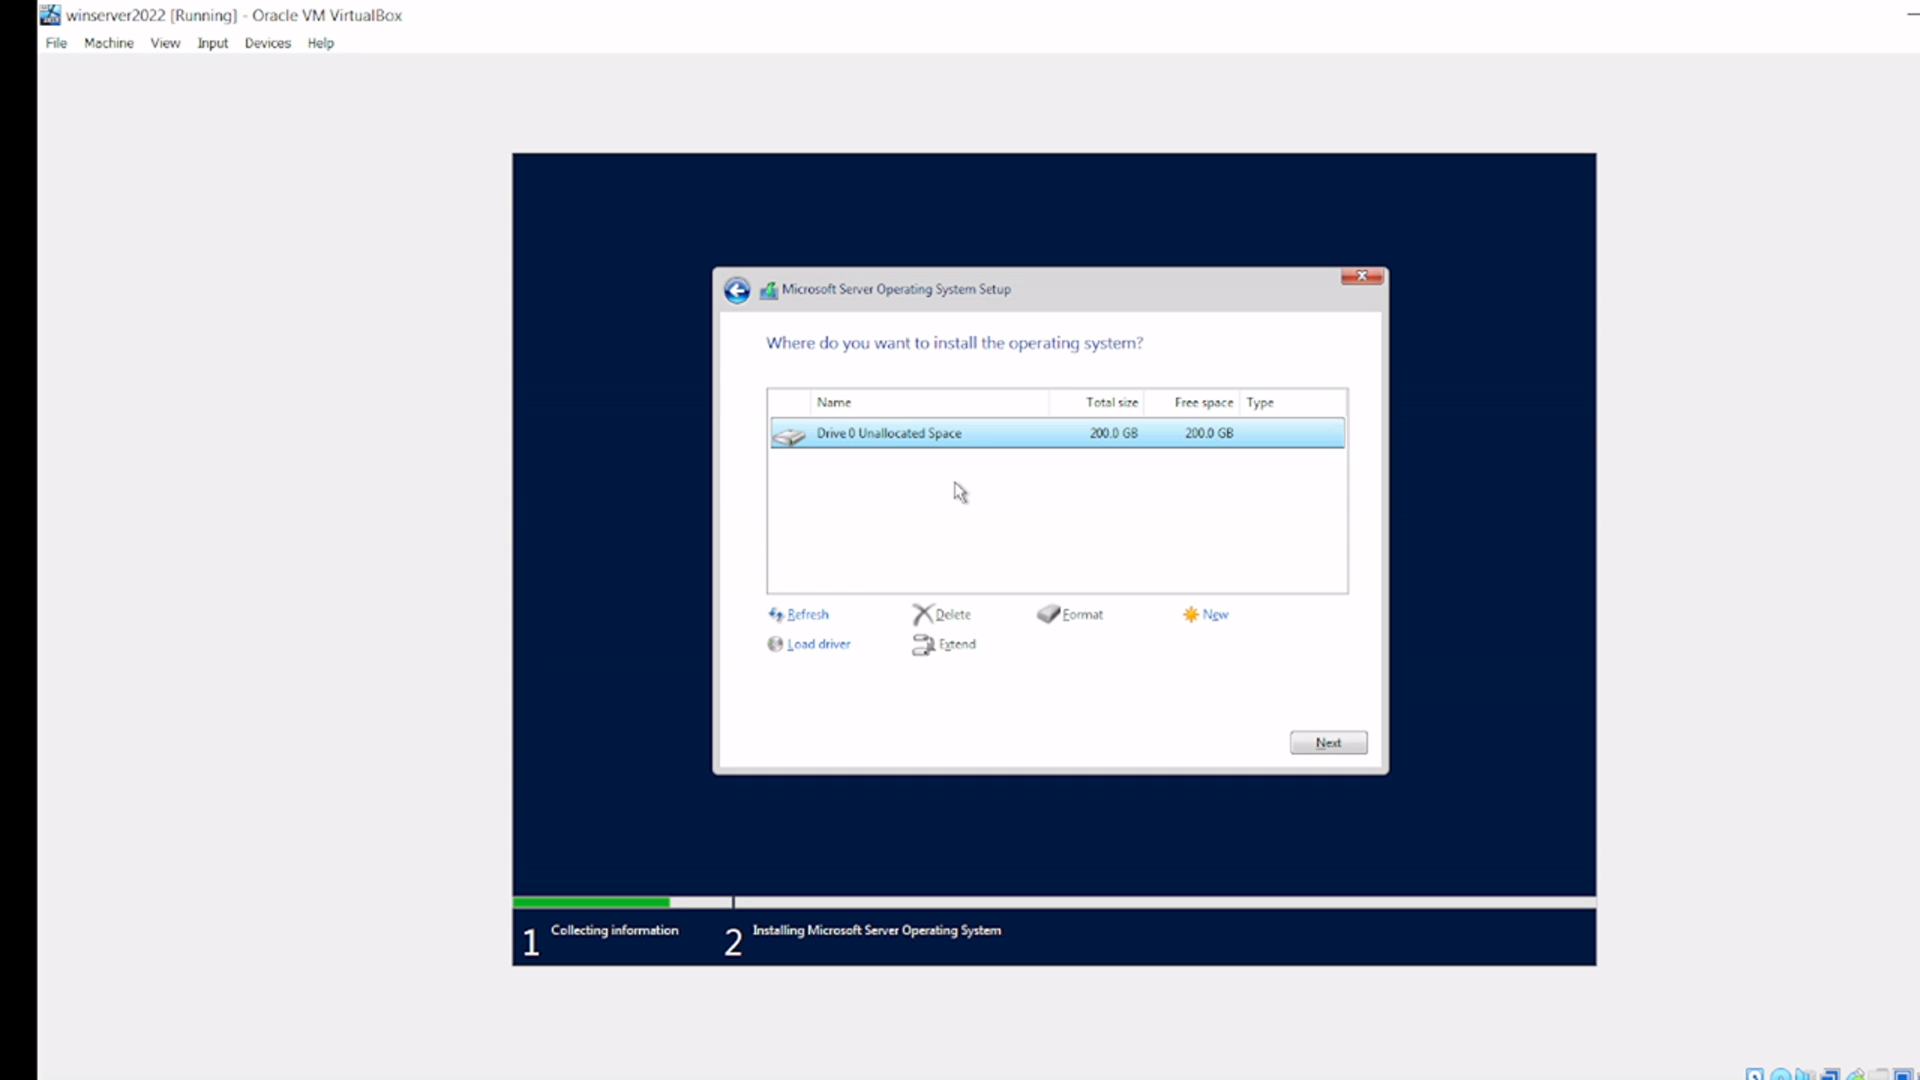 winserver2022 [Running] - Oracle VM VirtualBox
File Machine View Input Devices Help
Microsoft Server Operating System Setup
Where do you want to install the operating system?
Name Total size Free space Type
Drive 0 Unallocated Space 200.0 GB 200.0 GB
Refresh Delete Format New
Load driver Extend
Next
1 Collecting information 2 Installing Microsoft Server Operating System